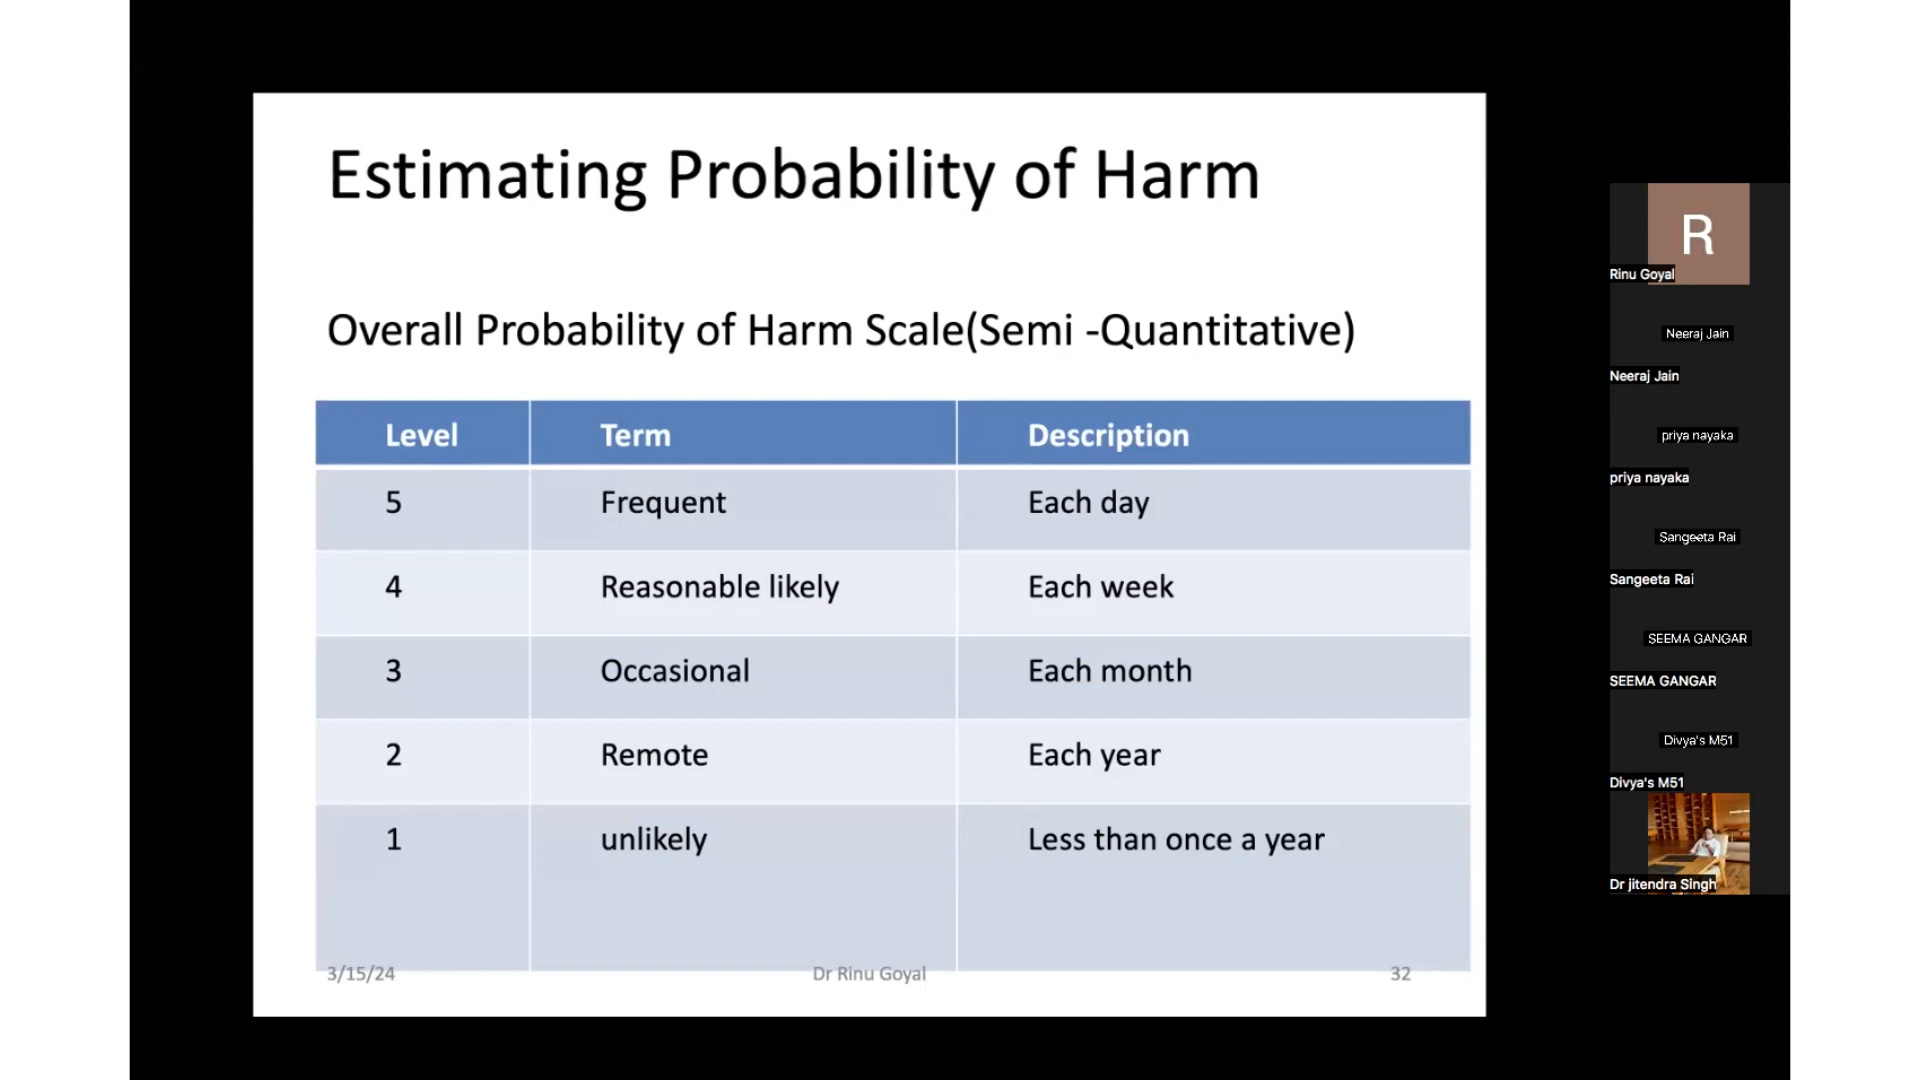 Estimating Probability of Harm
Overall Probability of Harm Scale(Semi -Quantitative)
Level Term Description
5 Frequent Each day
4 Reasonable likely Each week
3 Occasional Each month
2 Remote Each year
1 unlikely Less than once a year
3/15/24 Dr Rinu Goyal 32
R
Rinu Goyal
Neeraj Jain
Neeraj Jain
priya nayaka
priya nayaka
Sangeeta Rai
Sangeeta Rai
SEEMA GANGAR
SEEMA GANGAR
Divya's M51
Divya's M51
Dr jitendra Singh